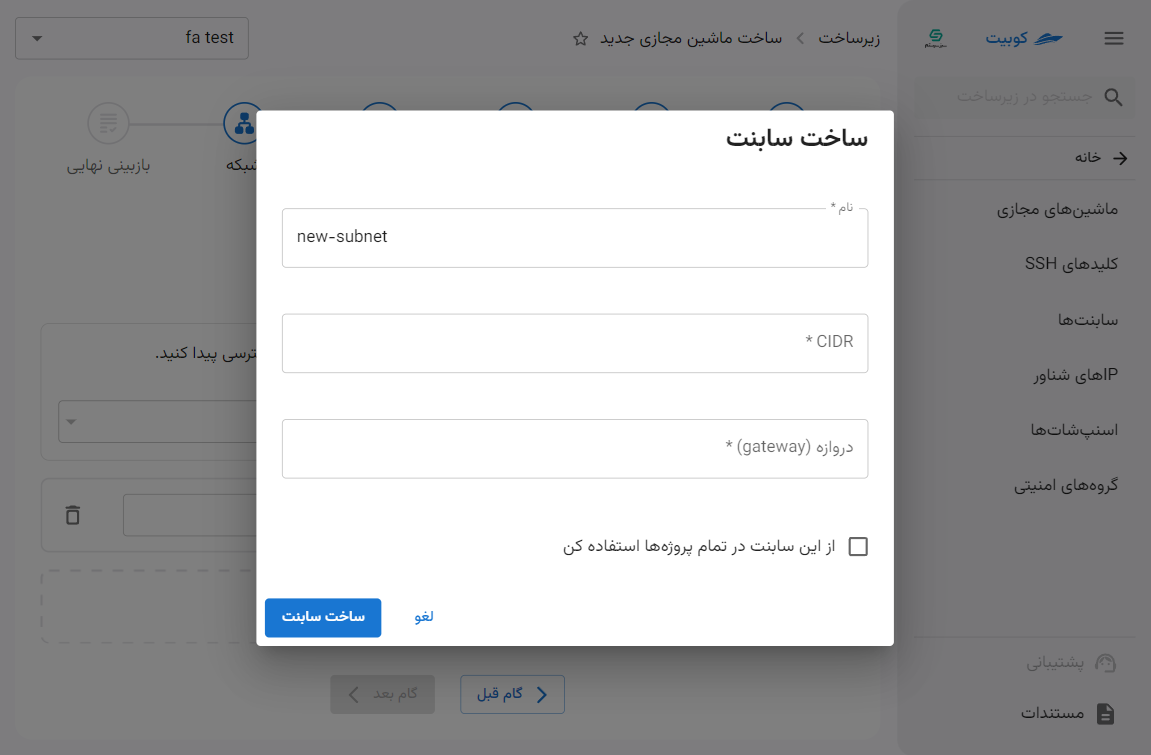 کوبیت
زیرساخت
ساخت ماشین مجازی جدید
fa test
جستجو در زیرساخت
خانه
ماشین‌های مجازی
کلیدهای SSH
سابنت‌ها
IPهای شناور
اسنپ‌شات‌ها
گروه‌های امنیتی
پشتیبانی
مستندات
شبکه
بازبینی نهایی
ساخت سابنت
نام *
new-subnet
CIDR *
دروازه (gateway) *
از این سابنت در تمام پروژه‌ها استفاده کن
لغو
ساخت سابنت
پیدا کنید.
گام قبل
گام بعد